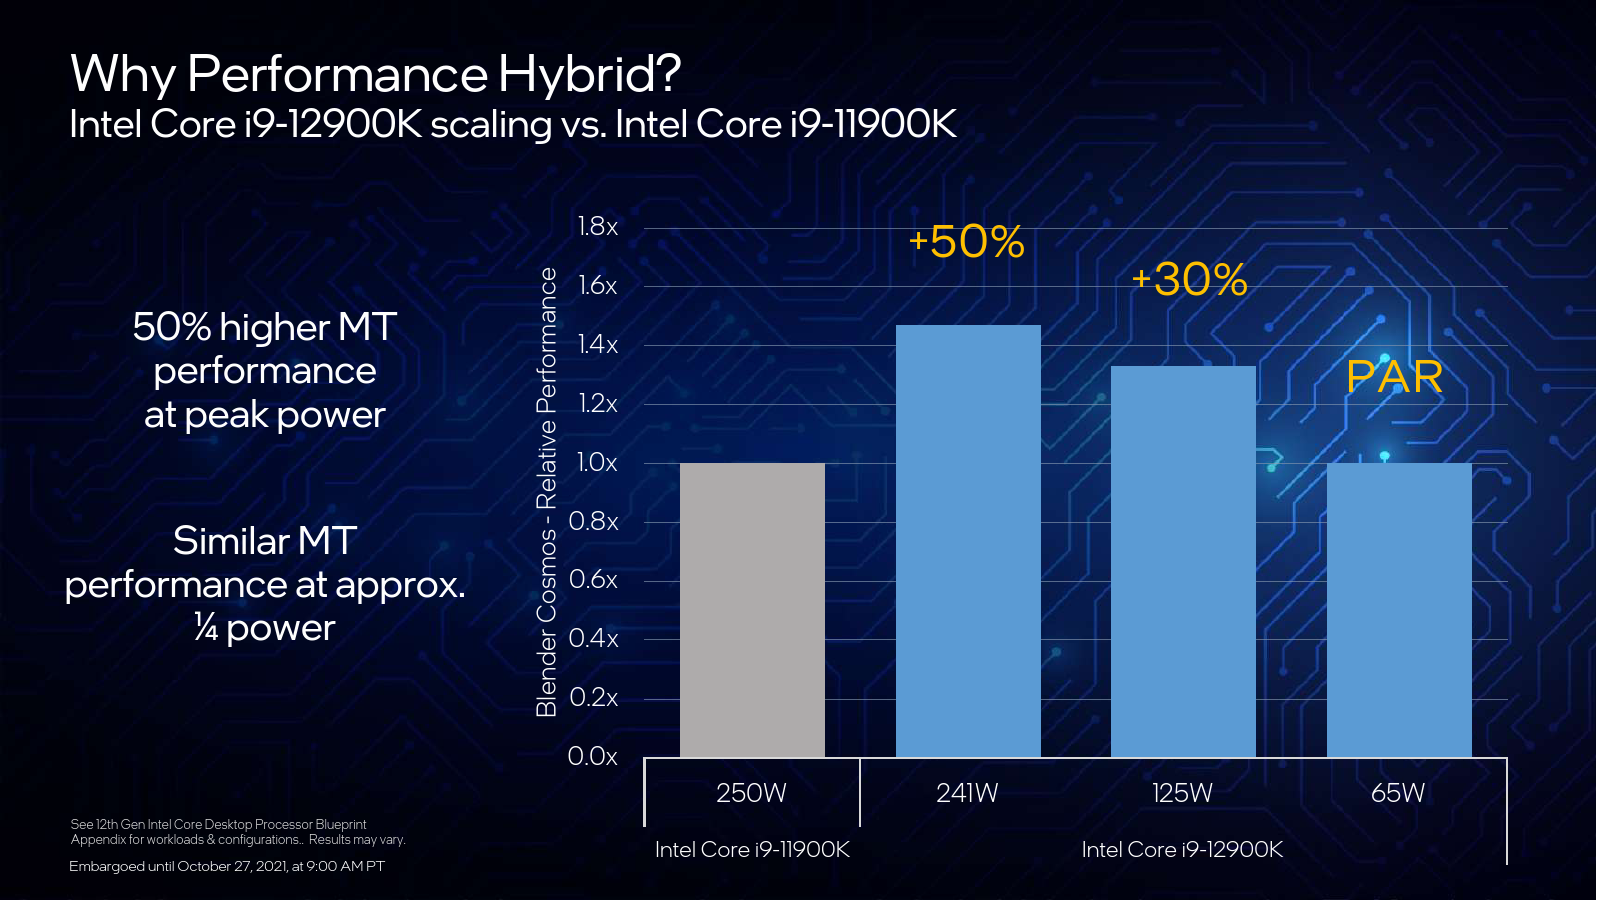 Why Performance Hybrid?
Intel Core i9-12900K scaling vs. Intel Core i9-11900K
50% higher MT
performance
at peak power
Similar MT
performance at approx.
¼ power
Blender Cosmos - Relative Performance
1.8x
1.6x
1.4x
1.2x
1.0x
0.8x
0.6x
0.4x
0.2x
0.0x
+50%
+30%
PAR
250W
241W
125W
65W
Intel Core i9-11900K
Intel Core i9-12900K
See 12th Gen Intel Core Desktop Processor Blueprint
Appendix for workloads & configurations.. Results may vary.
Embargoed until October 27, 2021, at 9:00 AM PT